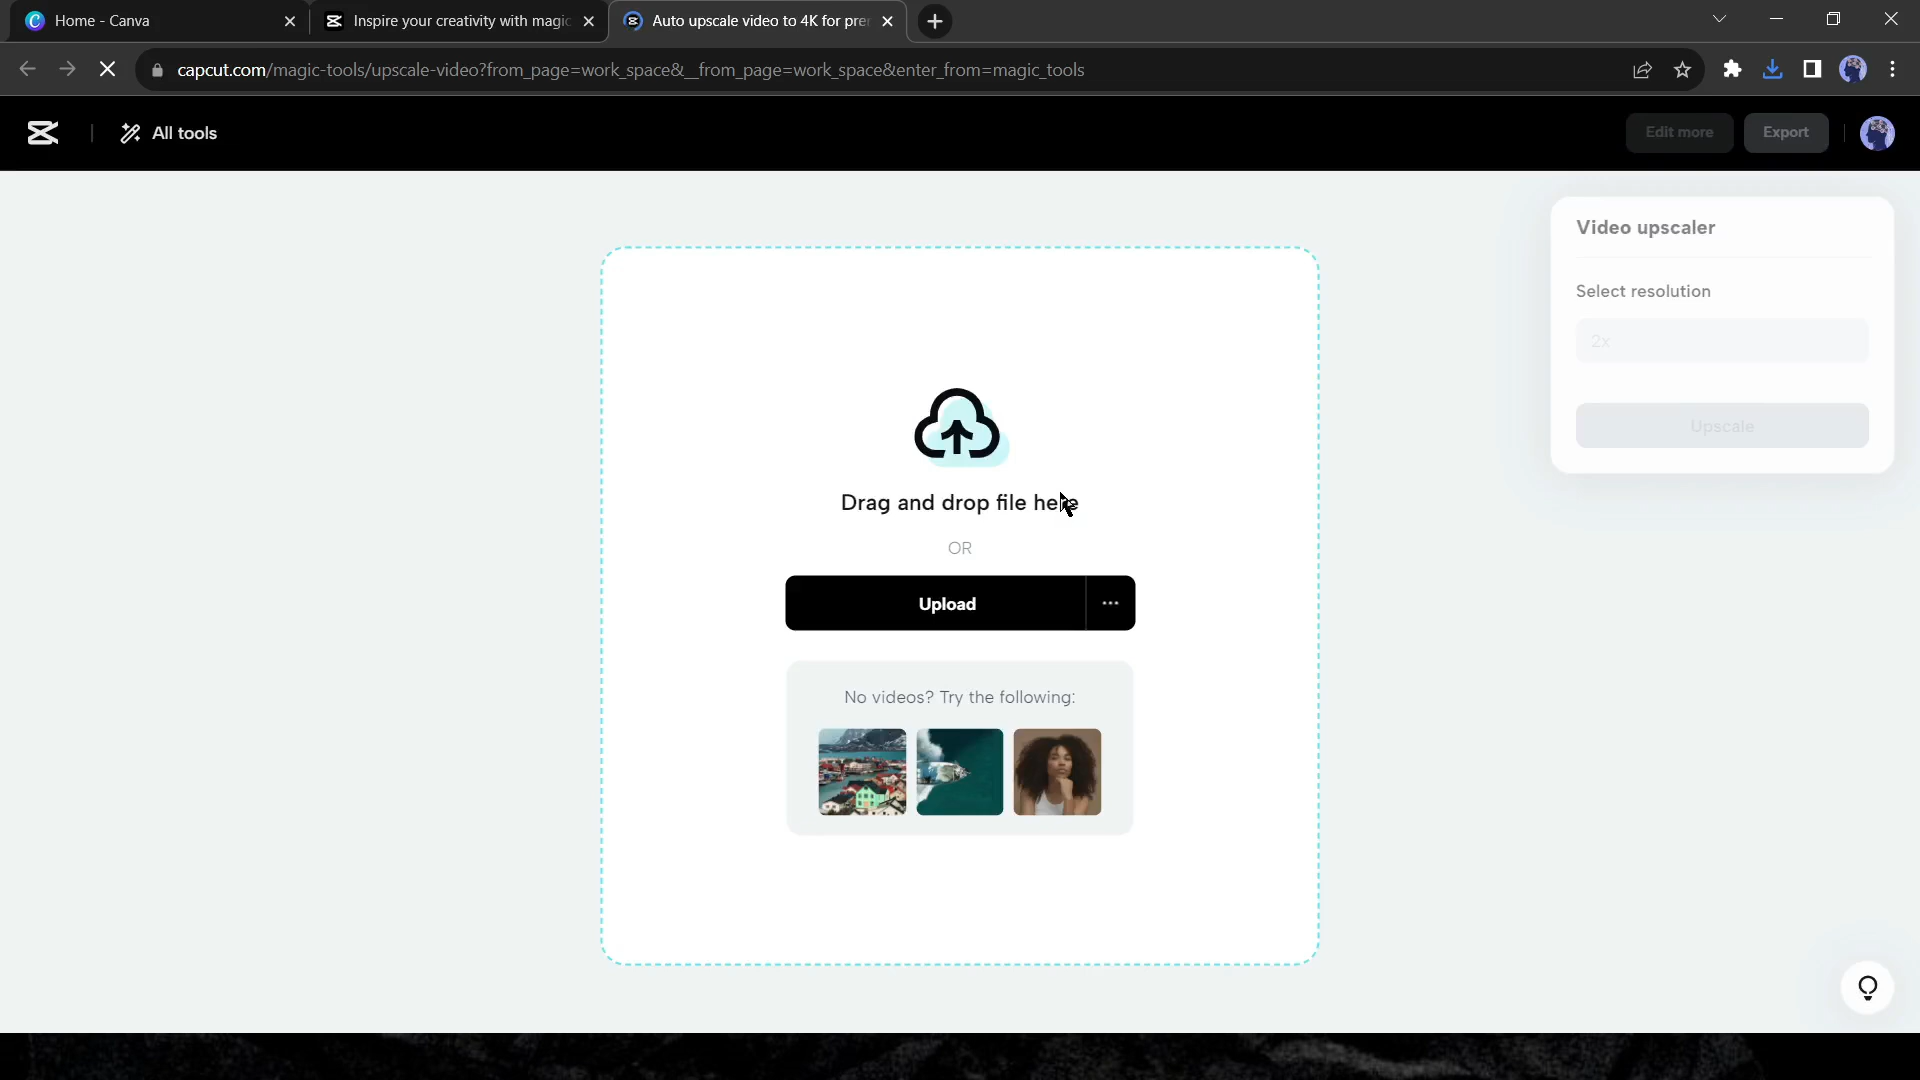 Home - Canva
Inspire your creativity with magic
Auto upscale video to 4K for pre
capcut.com/magic-tools/upscale-video?from_page=work_space&__from_page=work_space&enter_from=magic_tools
All tools
Edit more
Export
Video upscaler
Select resolution
2x
Upscale
Drag and drop file here
OR
Upload
No videos? Try the following: